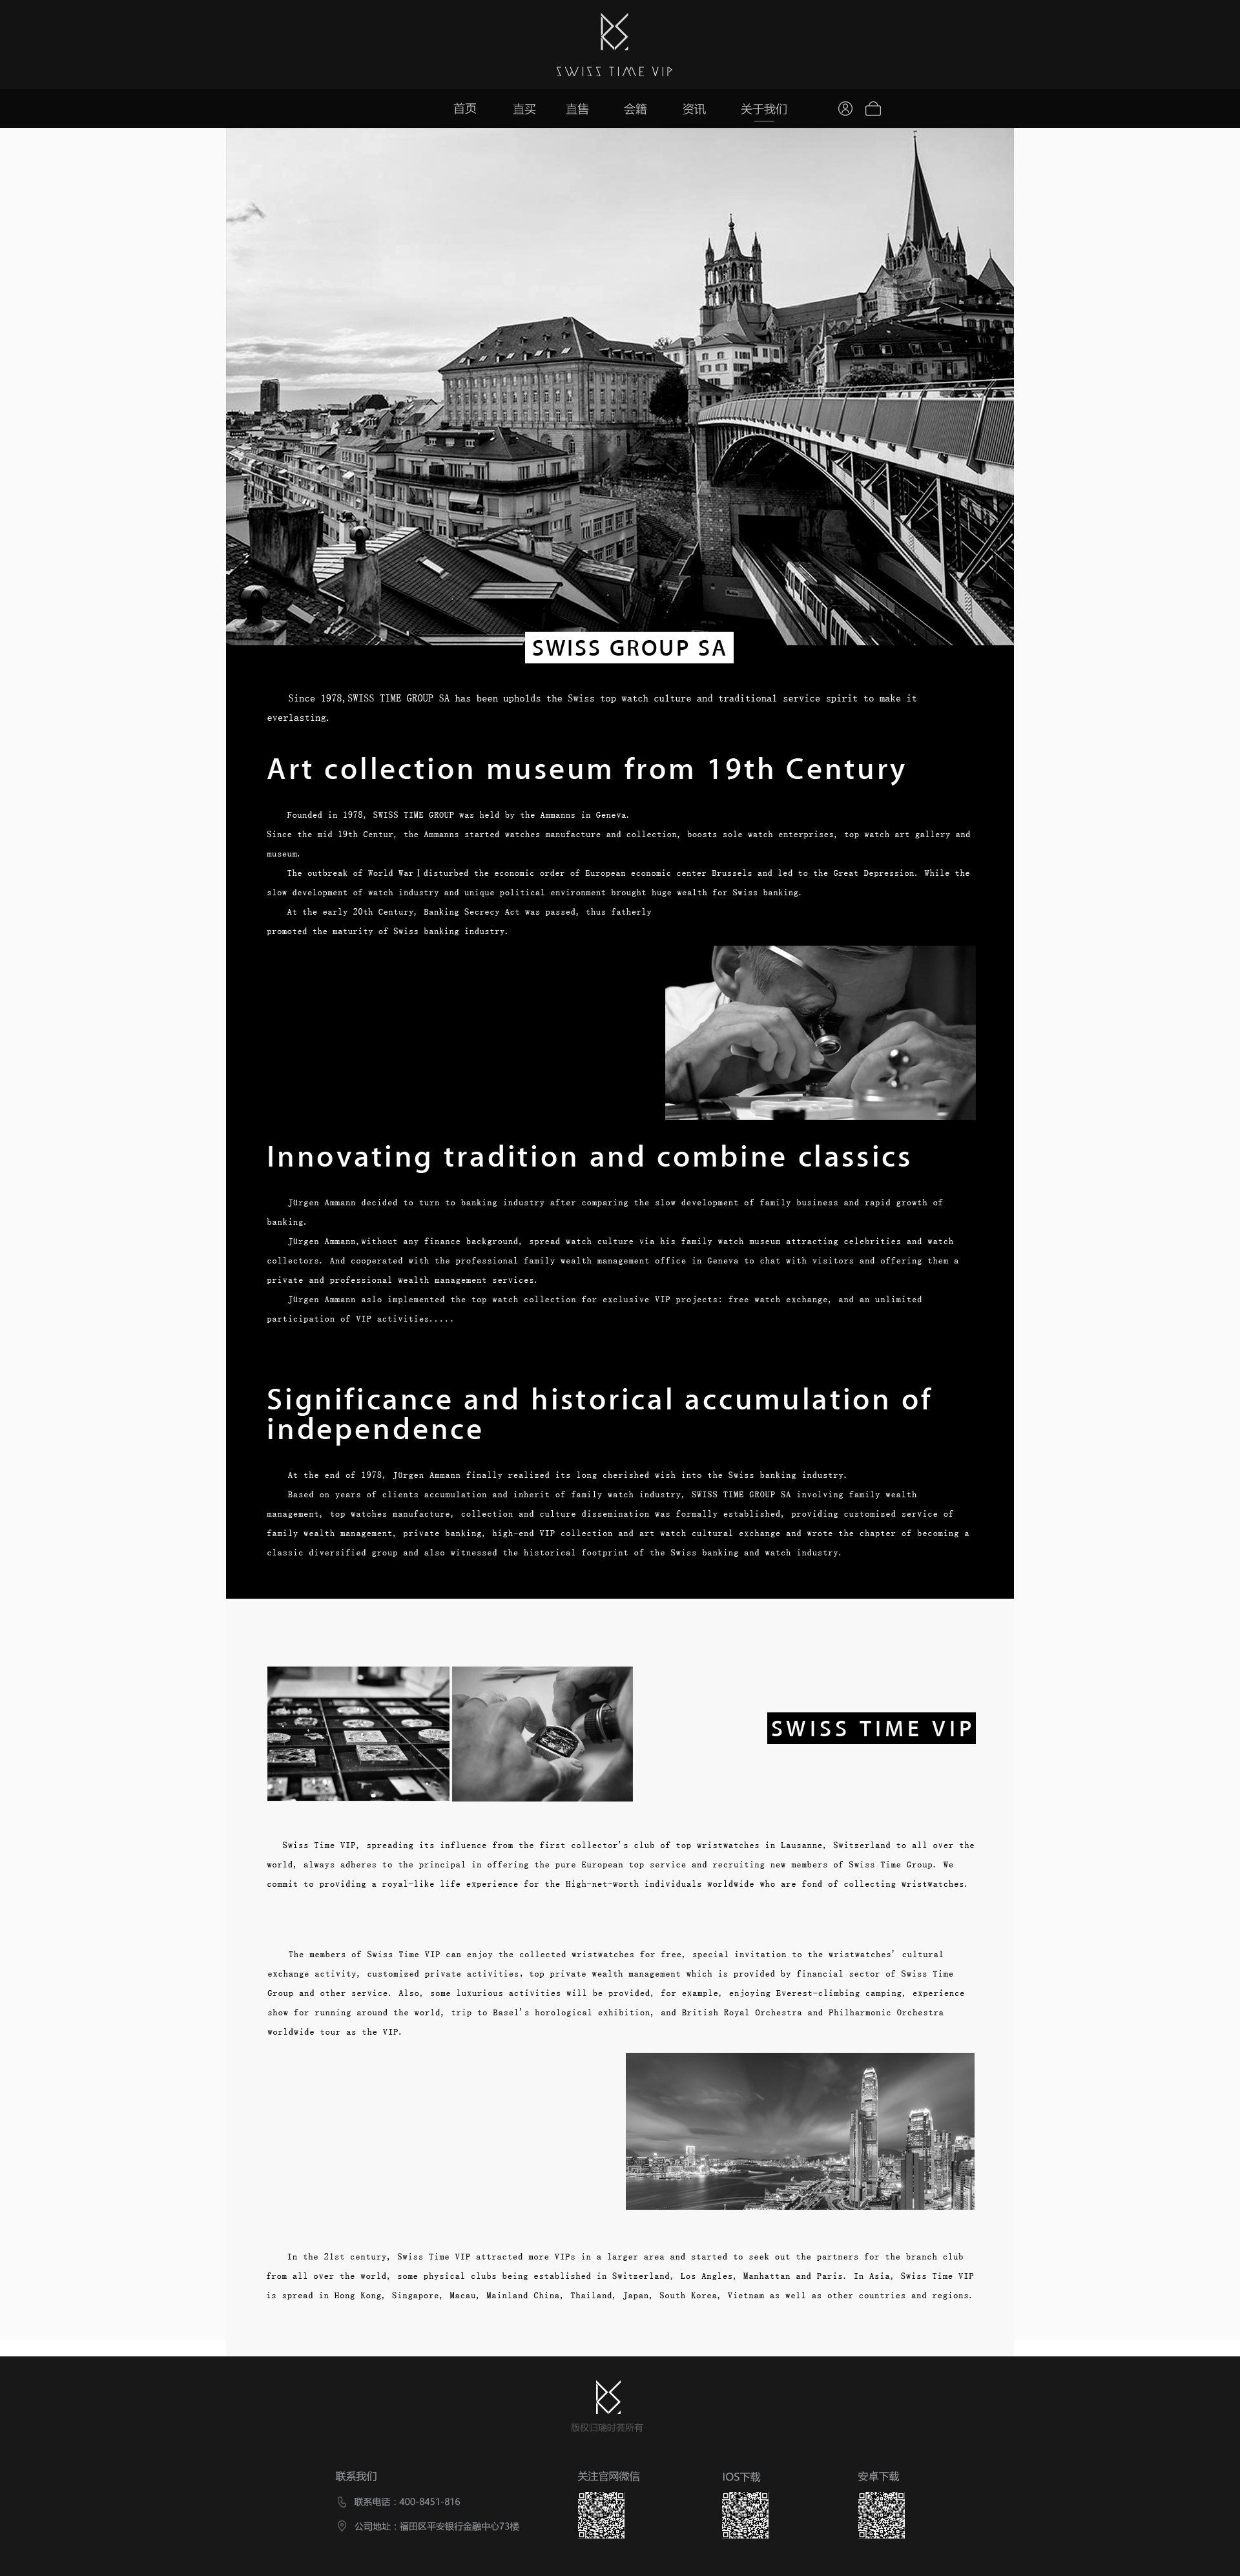 SWISS TIME VIP
首页 直买 直售 会籍 资讯 关于我们
SWISS GROUP SA
Since 1978,SWISS TIME GROUP SA has been upholds the Swiss top watch culture and traditional service spirit to make it
everlasting.
Art collection museum from 19th Century
Founded in 1978, SWISS TIME GROUP was held by the Ammanns in Geneva.
Since the mid 19th Centur, the Ammanns started watches manufacture and collection, boosts sole watch enterprises, top watch art gallery and
museum.
The outbreak of World War I disturbed the economic order of European economic center Brussels and led to the Great Depression. While the
slow development of watch industry and unique political environment brought huge wealth for Swiss banking.
At the early 20th Century, Banking Secrecy Act was passed, thus fatherly
promoted the maturity of Swiss banking industry.
Innovating tradition and combine classics
Jürgen Ammann decided to turn to banking industry after comparing the slow development of family business and rapid growth of
banking.
Jürgen Ammann,without any finance background, spread watch culture via his family watch museum attracting celebrities and watch
collectors. And cooperated with the professional family wealth management office in Geneva to chat with visitors and offering them a
private and professional wealth management services.
Jürgen Ammann aslo implemented the top watch collection for exclusive VIP projects: free watch exchange, and an unlimited
participation of VIP activities.....
Significance and historical accumulation of
independence
At the end of 1978, Jürgen Ammann finally realised its long cherished wish into the Swiss banking industry.
Based on years of clients accumulation and inherit of family watch industry, SWISS TIME GROUP SA involving family wealth
management, top watches manufacture, collection and culture dissemination was formally established, providing customized service of
family wealth management, private banking, high-end VIP collection and art watch cultural exchange and wrote the chapter of becoming a
classic diversified group and also witnessed the historical footprint of the Swiss banking and watch industry.
SWISS TIME VIP
Swiss Time VIP, spreading its influence from the first collector's club of top wristwatches in Lausanne, Switserland to all over the
world, always adheres to the principal in offering the pure European top service and recruiting new members of Swiss Time Group. We
commit to providing a royal-like life experience for the High-net-worth individuals worldwide who are fond of collecting wristwatches.
The members of Swiss Time VIP can enjoy the collected wristwatches for free, special invitation to the wristwatches' cultural
exchange activity, customised private activities, top private wealth management which is provided by financial sector of Swiss Time
Group and other service. Also, some luxurious activities will be provided, for example, enjoying Everest-climbing camping, experience
show for running around the world, trip to Basel's horological exhibition, and British Royal Orchestra and Philharmonic Orchestra
worldwide tour as the VIP.
In the 21st century, Swiss Time VIP attracted more VIPs in a larger area and started to seek out the partners for the branch club
from all over the world, some physical clubs being established in Switzerland, Los Angles, Manhattan and Paris. In Asia, Swiss Time VIP
is spread in Hong Kong, Singapore, Macau, Mainland China, Thailand, Japan, South Korea, Vietnam as well as other countries and regions.
版权归瑞时荟所有
联系我们 关注官网微信 IOS下载 安卓下载
联系电话：400-8451-816
公司地址：福田区平安银行金融中心73楼